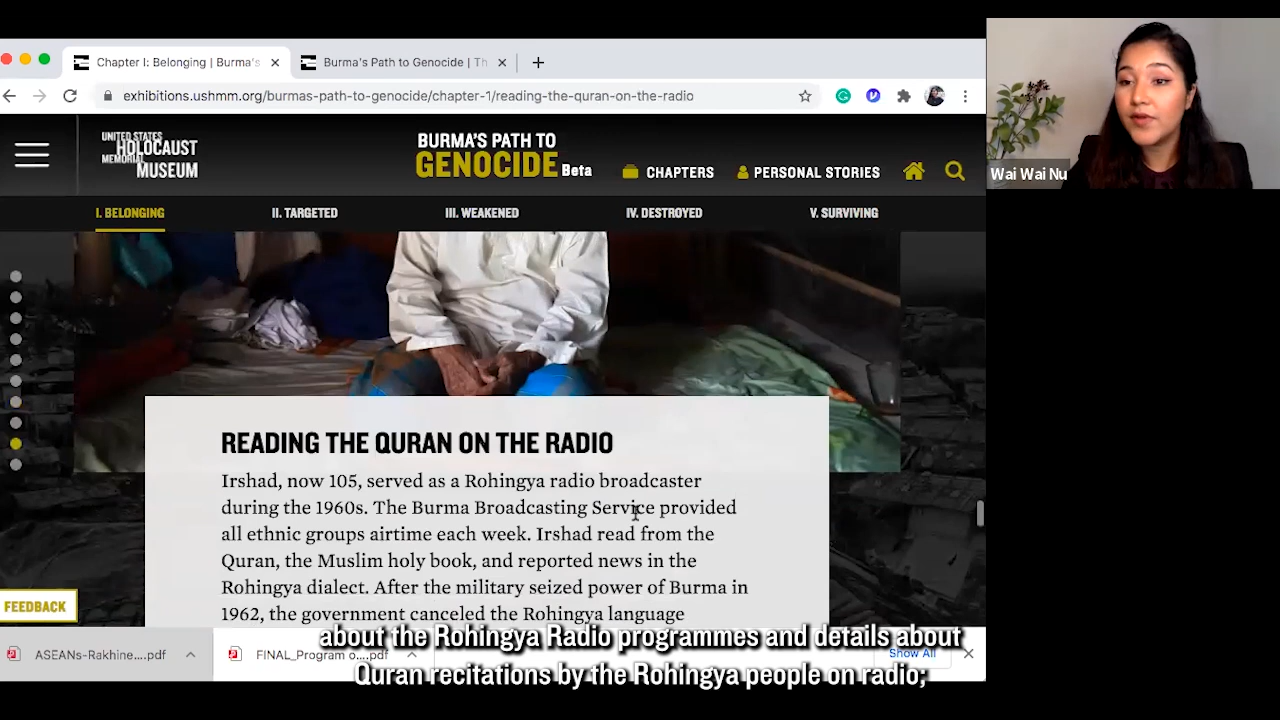 Chapter I: Belonging | Burma's
Burma's Path to Genocide | Th
exhibitions.ushmm.org/burmas-path-to-genocide/chapter-1/reading-the-quran-on-the-radio
UNITED STATES
HOLOCAUST
MEMORIAL
MUSEUM
BURMA'S PATH TO
GENOCIDE Beta
CHAPTERS
PERSONAL STORIES
I. BELONGING
II. TARGETED
III. WEAKENED
IV. DESTROYED
V. SURVIVING
Wai Wai Nu
READING THE QURAN ON THE RADIO
Irshad, now 105, served as a Rohingya radio broadcaster
during the 1960s. The Burma Broadcasting Service provided
all ethnic groups airtime each week. Irshad read from the
Quran, the Muslim holy book, and reported news in the
Rohingya dialect. After the military seized power of Burma in
1962, the government canceled the Rohingya language
FEEDBACK
ASEANs-Rakhine....pdf
FINAL_Program o....pdf
Show All
about the Rohingya Radio programmes and details about
Quran recitations by the Rohingya people on radio;